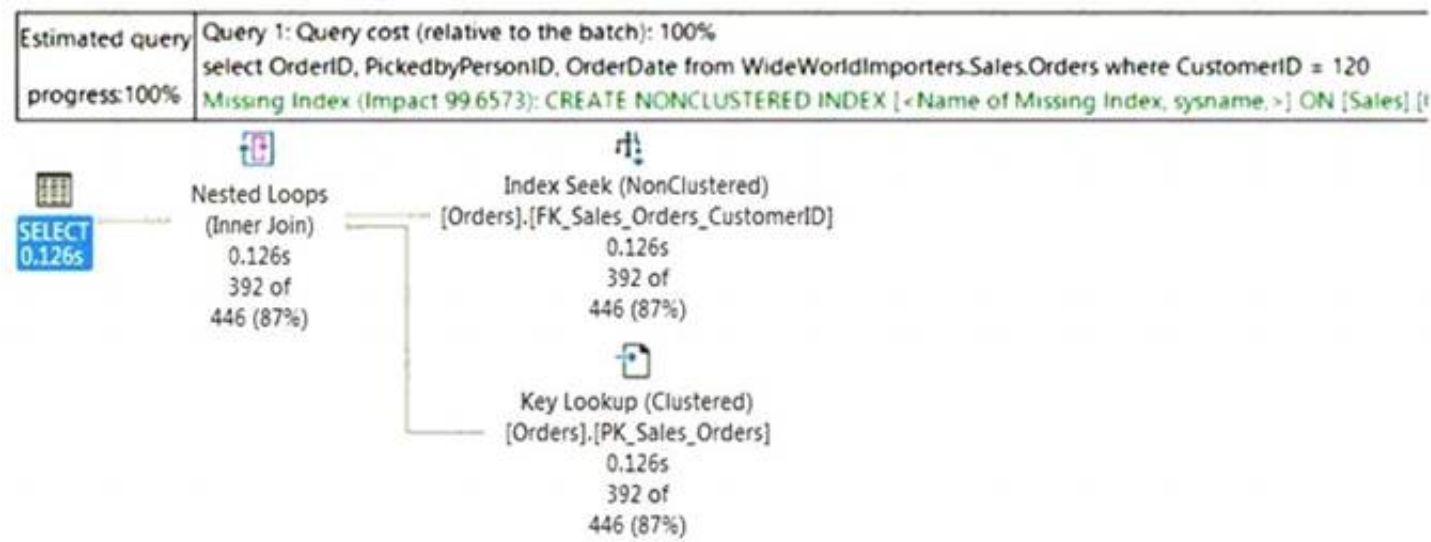 Estimated query
progress:100%
Query 1: Query cost (relative to the batch): 100%
select OrderID, PickedbyPersonID, OrderDate from WideWorldImporters.Sales.Orders where CustomerID = 120
Missing Index (Impact 99.6573): CREATE NONCLUSTERED INDEX [<Name of Missing Index, sysname,>] ON [Sales].[
SELECT
0.126s
Nested Loops
(Inner Join)
0.126s
392 of
446 (87%)
Index Seek (NonClustered)
[Orders].[FK_Sales_Orders_CustomerID]
0.126s
392 of
446 (87%)
Key Lookup (Clustered)
[Orders].[PK_Sales_Orders]
0.126s
392 of
446 (87%)